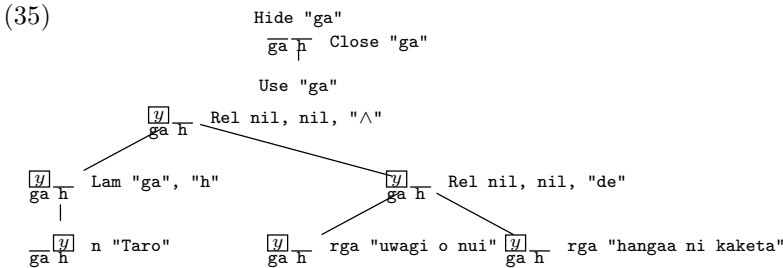 (35)
Hide "ga"
ga h Close "ga"
Use "ga"
y
ga h Rel nil, nil, "∧"
y
ga h Lam "ga", "h"
y
ga h Rel nil, nil, "de"
y
ga h n "Taro"
y
ga h rga "uwagi o nui"
y
ga h rga "hangaa ni kaketa"